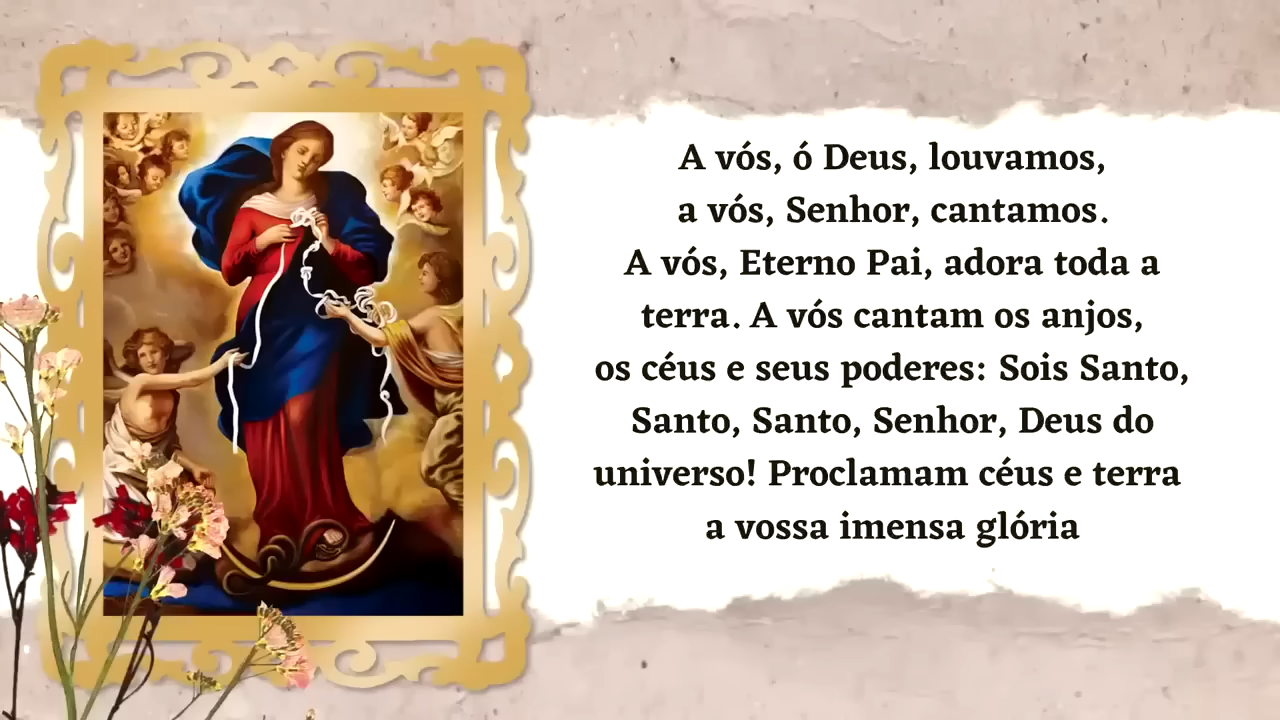 A vós, ó Deus, louvamos,
a vós, Senhor, cantamos.
A vós, Eterno Pai, adora toda a
terra. A vós cantam os anjos,
os céus e seus poderes: Sois Santo,
Santo, Santo, Senhor, Deus do
universo! Proclamam céus e terra
a vossa imensa glória